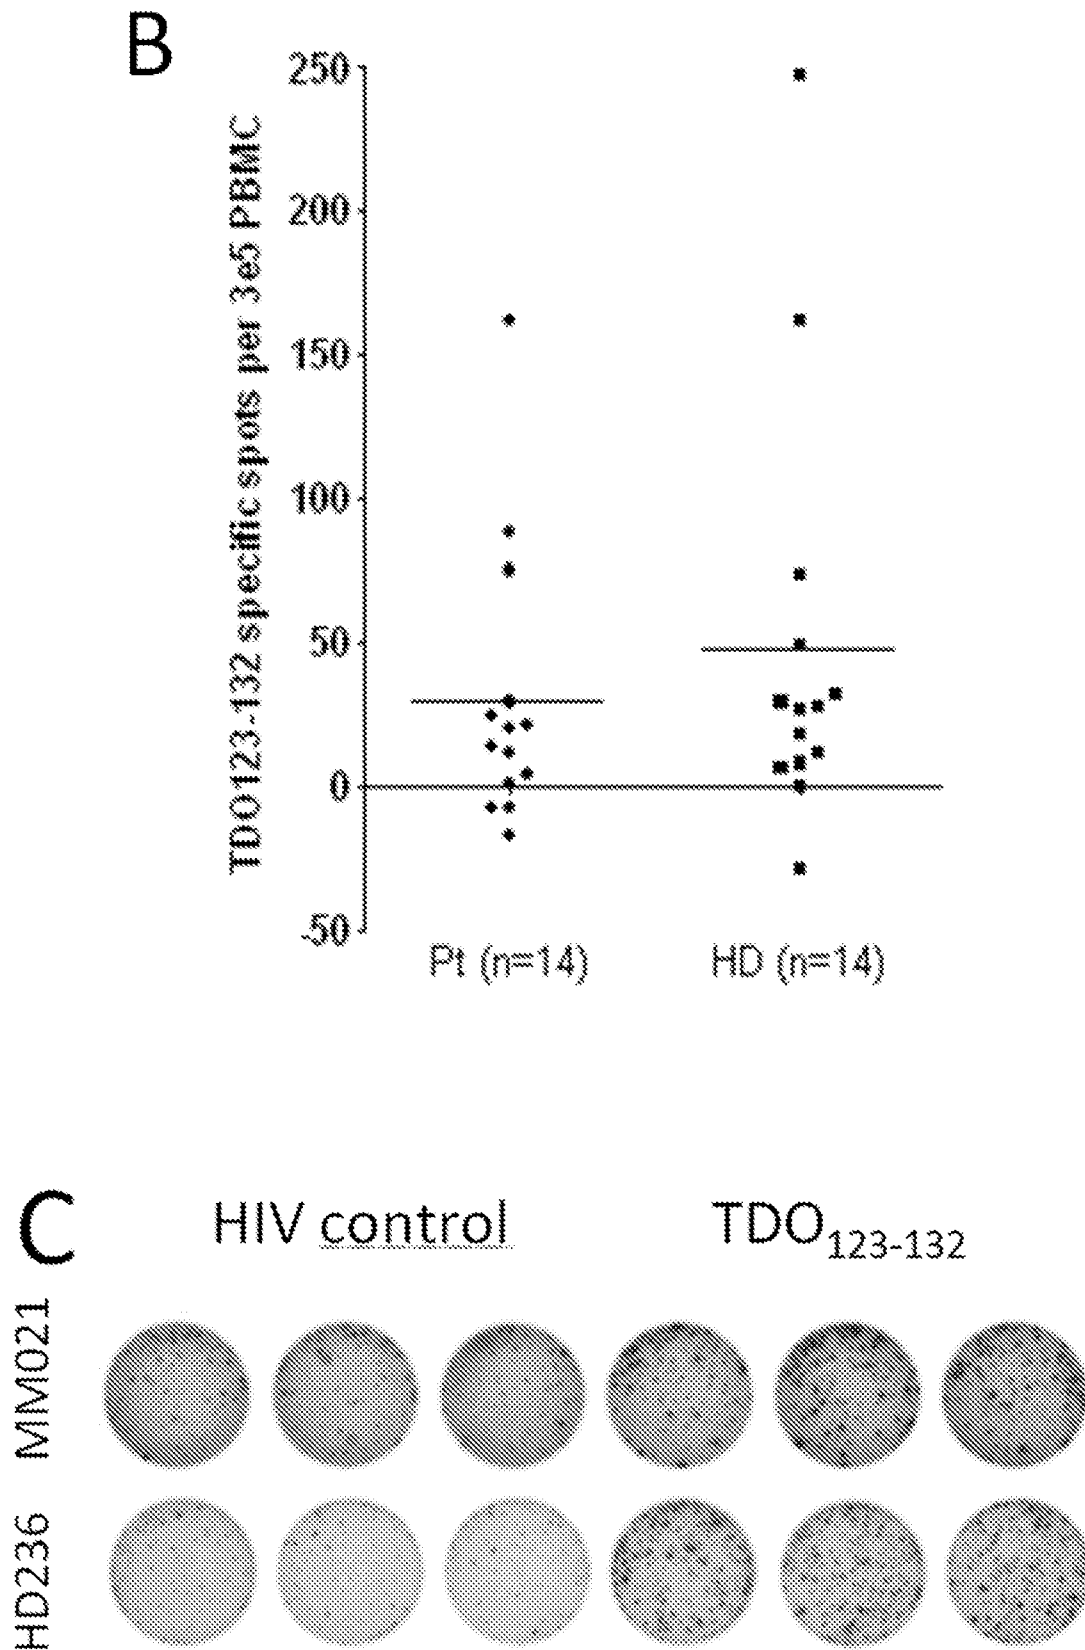 B
250
200
150
100
50
0
-50
TDO123-132 specific spots per 3e5 PBMC
Pt (n=14)
HD (n=14)
C
HIV control
TDO123-132
MM021
HD236